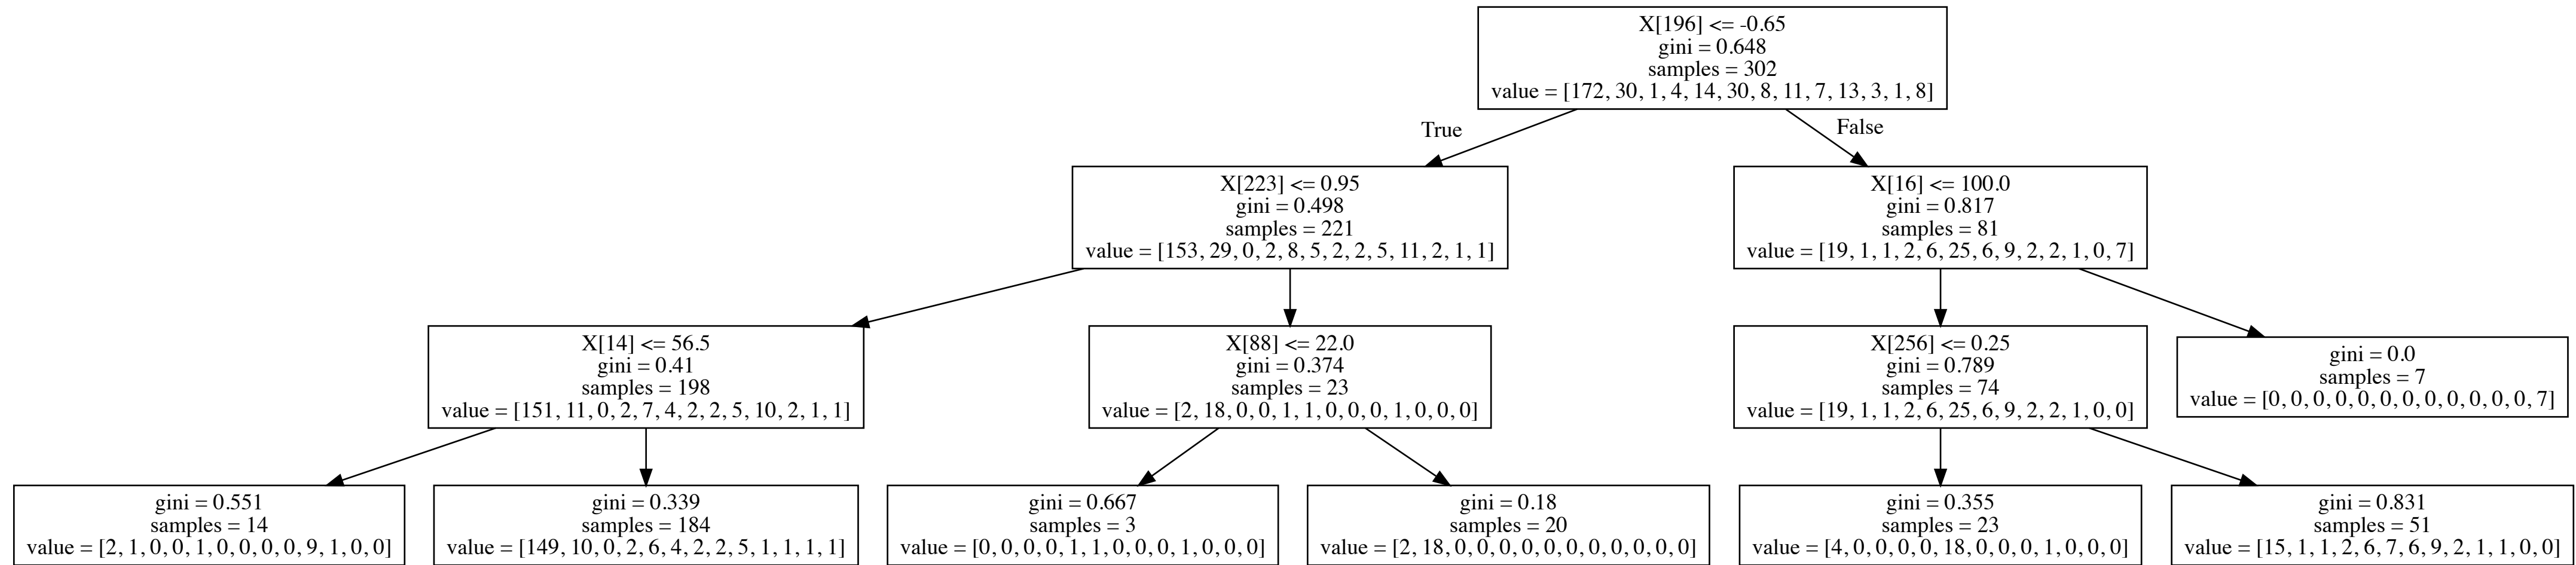 X[196] <= -0.65
gini = 0.648
samples = 302
value = [172, 30, 1, 4, 14, 30, 8, 11, 7, 13, 3, 1, 8]
True
False
X[223] <= 0.95
gini = 0.498
samples = 221
value = [153, 29, 0, 2, 8, 5, 2, 2, 5, 11, 2, 1, 1]
X[16] <= 100.0
gini = 0.817
samples = 81
value = [19, 1, 1, 2, 6, 25, 6, 9, 2, 2, 1, 0, 7]
X[14] <= 56.5
gini = 0.41
samples = 198
value = [151, 11, 0, 2, 7, 4, 2, 2, 5, 10, 2, 1, 1]
X[88] <= 22.0
gini = 0.374
samples = 23
value = [2, 18, 0, 0, 1, 1, 0, 0, 0, 1, 0, 0, 0]
X[256] <= 0.25
gini = 0.789
samples = 74
value = [19, 1, 1, 2, 6, 25, 6, 9, 2, 2, 1, 0, 0]
gini = 0.0
samples = 7
value = [0, 0, 0, 0, 0, 0, 0, 0, 0, 0, 0, 0, 7]
gini = 0.551
samples = 14
value = [2, 1, 0, 0, 1, 0, 0, 0, 0, 9, 1, 0, 0]
gini = 0.339
samples = 184
value = [149, 10, 0, 2, 6, 4, 2, 2, 5, 1, 1, 1, 1]
gini = 0.667
samples = 3
value = [0, 0, 0, 0, 1, 1, 0, 0, 0, 1, 0, 0, 0]
gini = 0.18
samples = 20
value = [2, 18, 0, 0, 0, 0, 0, 0, 0, 0, 0, 0, 0]
gini = 0.355
samples = 23
value = [4, 0, 0, 0, 0, 18, 0, 0, 0, 1, 0, 0, 0]
gini = 0.831
samples = 51
value = [15, 1, 1, 2, 6, 7, 6, 9, 2, 1, 1, 0, 0]